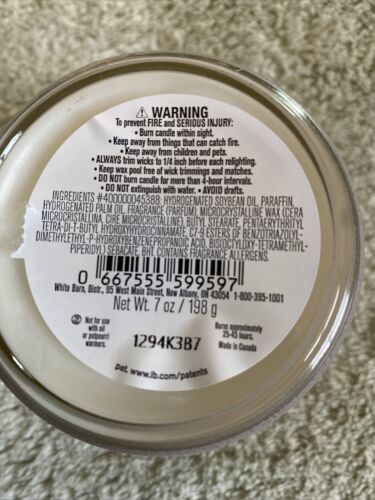 ⚠ WARNING
To prevent FIRE and SERIOUS INJURY:
• Burn candle within sight.
• Keep away from things that can catch fire.
• Keep away from children and pets.
• ALWAYS trim wicks to 1/4 inch before each relighting.
• Keep wax pool free of wick trimmings and matches.
• DO NOT burn candle for more than 4-hour intervals.
• DO NOT extinguish with water. • AVOID drafts.
INGREDIENTS #400000045388: HYDROGENATED SOYBEAN OIL, PARAFFIN,
HYDROGENATED PALM OIL, FRAGRANCE (PARFUM), MICROCRYSTALLINE WAX (CERA
MICROCRISTALLINA, CIRE MICROCRISTALLINE), BUTYL STEARATE, PENTAERYTHRITYL
TETRA-DI-T-BUTYL HYDROXYHYDROCINNAMATE, C7-9 ESTERS OF BENZOTRIAZOLYL-
DIMETHYLETHYL-P-HYDROXYBENZENEPROPANOIC ACID, BIS(OCTYLOXY-TETRAMETHYL-
PIPERIDYL) SEBACATE, BHT. CONTAINS FRAGRANCE ALLERGENS.
0 667555 599597
White Barn, Distr., 95 West Main Street, New Albany, OH 43054 1-800-395-1001
Net Wt. 7 oz / 198 g
Not for use
with oil
or potpourri
warmers.
1294K3B7
Burns approximately
25-45 hours.
Made in Canada
pat. www.lb.com/patents